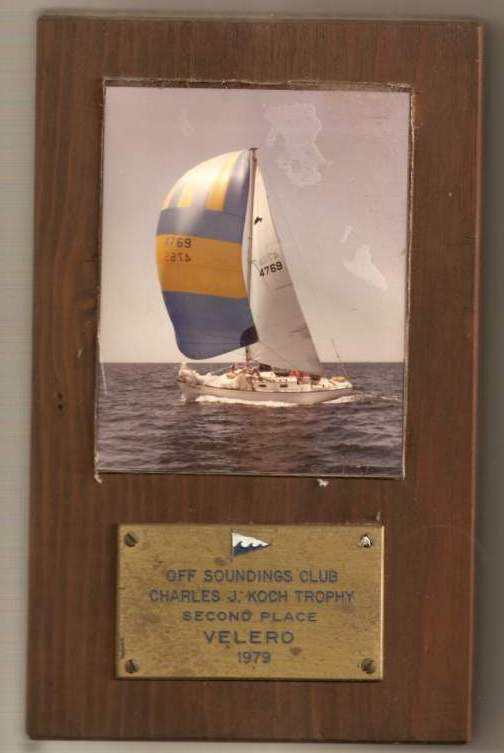 4769
4769
4769
OFF SOUNDINGS CLUB
CHARLES J. KOCH TROPHY
SECOND PLACE
VELERO
1979